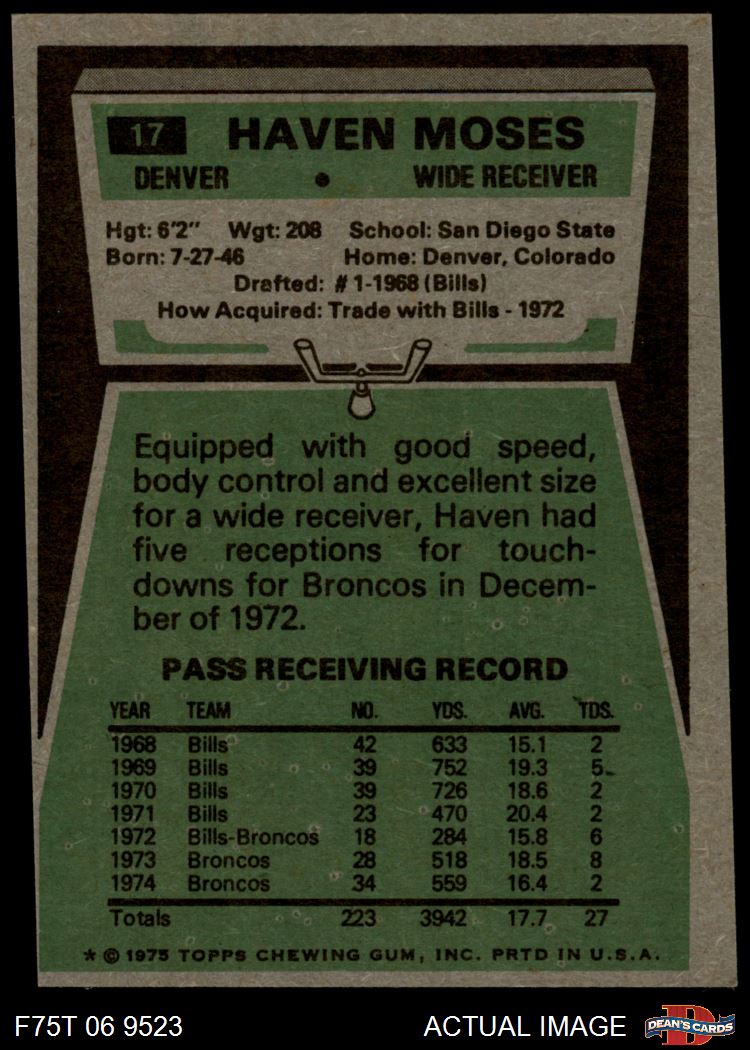 17 HAVEN MOSES
DENVER • WIDE RECEIVER
Hgt: 6'2" Wgt: 208 School: San Diego State
Born: 7-27-46 Home: Denver, Colorado
Drafted: #1-1968 (Bills)
How Acquired: Trade with Bills - 1972
Equipped with good speed,
body control and excellent size
for a wide receiver, Haven had
five receptions for touch-
downs for Broncos in Decem-
ber of 1972.
PASS RECEIVING RECORD
YEAR TEAM NO. YDS. AVG. TDS.
1968 Bills 42 633 15.1 2
1969 Bills 39 752 19.3 5
1970 Bills 39 726 18.6 2
1971 Bills 23 470 20.4 2
1972 Bills-Broncos 18 284 15.8 6
1973 Broncos 28 518 18.5 8
1974 Broncos 34 559 16.4 2
Totals 223 3942 17.7 27
* © 1975 TOPPS CHEWING GUM, INC. PRTD IN U.S.A.
F75T 06 9523 ACTUAL IMAGE D DEAN'S CARDS